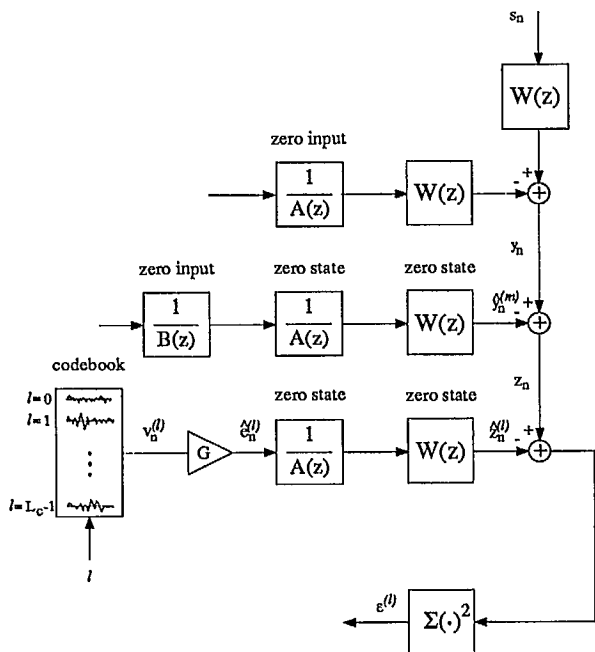 s_n
W(z)
zero input
1
A(z)
W(z)
+
-
+
y_n
zero input
zero state
zero state
1
B(z)
1
A(z)
W(z)
ŷ_n^(m)
+
-
+
codebook
z_n
l=0
l=1
zero state
zero state
v_n^(l)
G
ê_n^(l)
1
A(z)
W(z)
ẑ_n^(l)
+
-
+
l=L_c-1
l
ε^(l)
Σ(·)²